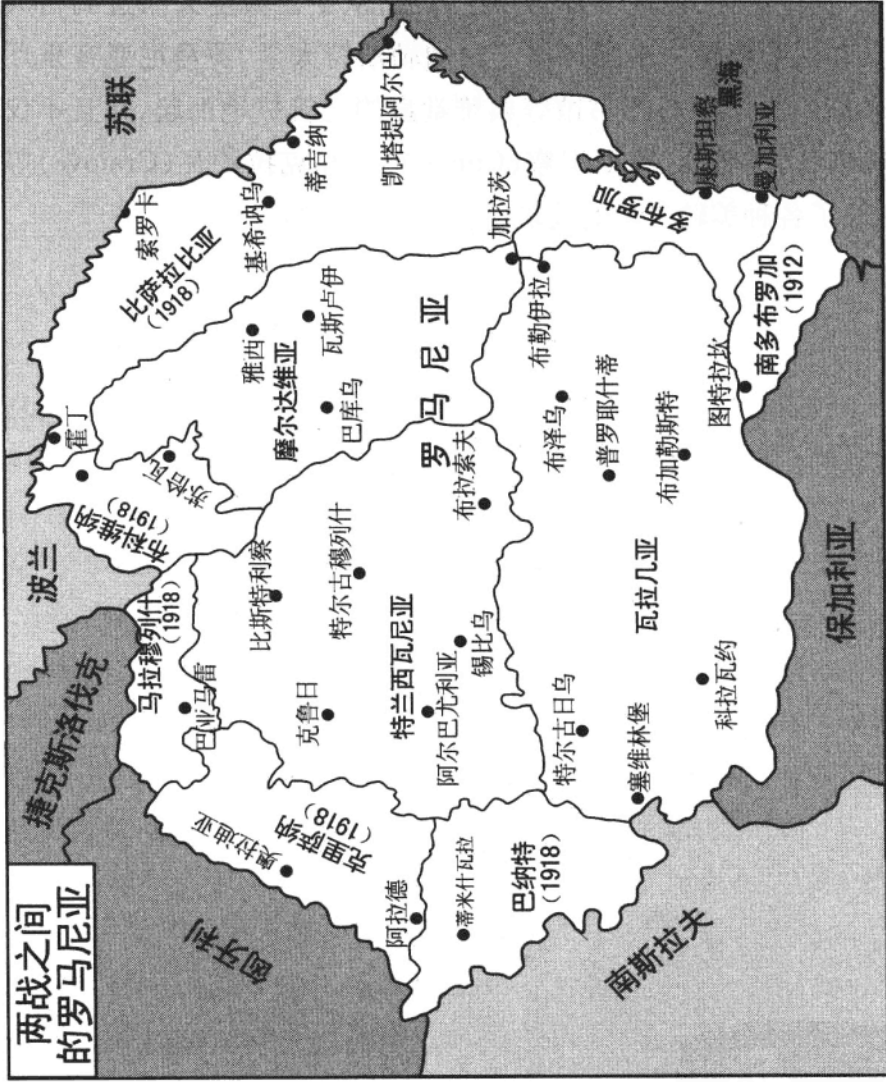 两战之间
的罗马尼亚
捷克斯洛伐克
波兰
苏联
匈牙利
南斯拉夫
保加利亚
黑海
罗马尼亚
马拉穆列什
(1918)
巴亚马雷
布科维纳
(1918)
苏恰瓦
霍丁
索罗卡
比萨拉比亚
(1918)
基希讷乌
蒂吉纳
凯塔提阿尔巴
克里萨纳
(1918)
奥拉迪亚
阿拉德
比斯特利察
特尔古穆列什
克鲁日
特兰西瓦尼亚
阿尔巴尤利亚
锡比乌
布拉索夫
摩尔达维亚
雅西
瓦斯卢伊
巴库乌
加拉茨
巴纳特
(1918)
蒂米什瓦拉
特尔古日乌
塞维林堡
科拉瓦约
瓦拉几亚
布勒伊拉
布泽乌
普罗耶什蒂
布加勒斯特
图特拉坎
多布罗加
康斯坦察
曼加利亚
南多布罗加
(1912)